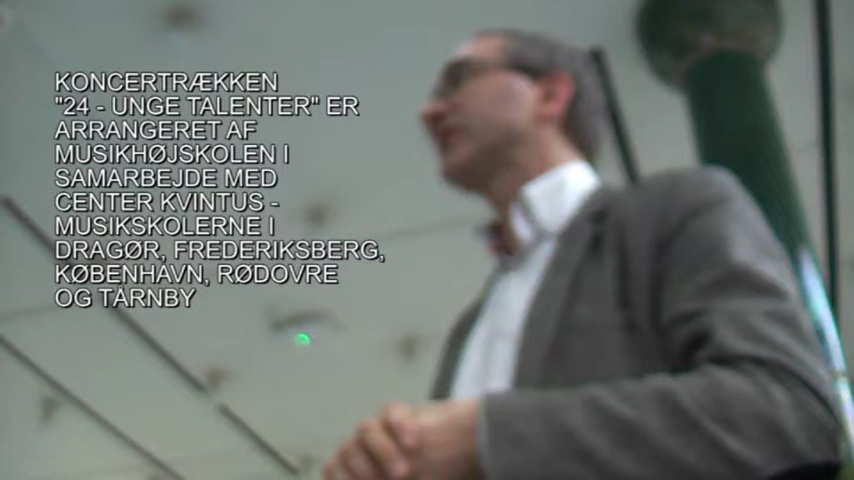 KONCERTRÆKKEN
"24 - UNGE TALENTER" ER
ARRANGERET AF
MUSIKHØJSKOLEN I
SAMARBEJDE MED
CENTER KVINTUS -
MUSIKSKOLERNE I
DRAGØR, FREDERIKSBERG,
KØBENHAVN, RØDOVRE
OG TÅRNBY